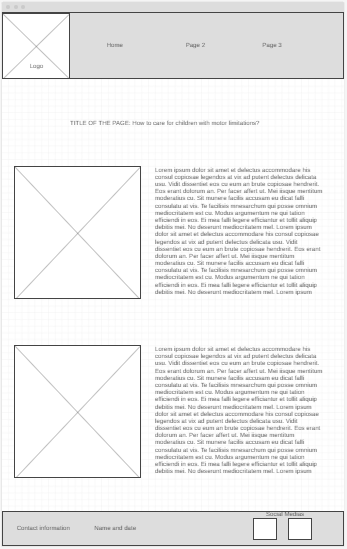 Home
Page 2
Page 3
Logo
TITLE OF THE PAGE: How to care for children with motor limitations?
Lorem ipsum dolor sit amet et delectus accommodare his
consul copiosae legendos at vix ad putent delectus delicata
usu. Vidit dissentiet eos cu eum an brute copiosae hendrerit.
Eos erant dolorum an. Per facer affert ut. Mei iisque mentitum
moderatius cu. Sit munere facilis accusam eu dicat falli
consulatu at vis. Te facilisis mnesarchum qui posse omnium
mediocritatem est cu. Modus argumentum ne qui tation
efficiendi in eos. Ei mea falli legere efficiantur et tollit aliquip
debitis mei. No deserunt mediocritatem mel. Lorem ipsum
dolor sit amet et delectus accommodare his consul copiosae
legendos at vix ad putent delectus delicata usu. Vidit
dissentiet eos cu eum an brute copiosae hendrerit. Eos erant
dolorum an. Per facer affert ut. Mei iisque mentitum
moderatius cu. Sit munere facilis accusam eu dicat falli
consulatu at vis. Te facilisis mnesarchum qui posse omnium
mediocritatem est cu. Modus argumentum ne qui tation
efficiendi in eos. Ei mea falli legere efficiantur et tollit aliquip
debitis mei. No deserunt mediocritatem mel. Lorem ipsum
Lorem ipsum dolor sit amet et delectus accommodare his
consul copiosae legendos at vix ad putent delectus delicata
usu. Vidit dissentiet eos cu eum an brute copiosae hendrerit.
Eos erant dolorum an. Per facer affert ut. Mei iisque mentitum
moderatius cu. Sit munere facilis accusam eu dicat falli
consulatu at vis. Te facilisis mnesarchum qui posse omnium
mediocritatem est cu. Modus argumentum ne qui tation
efficiendi in eos. Ei mea falli legere efficiantur et tollit aliquip
debitis mei. No deserunt mediocritatem mel. Lorem ipsum
dolor sit amet et delectus accommodare his consul copiosae
legendos at vix ad putent delectus delicata usu. Vidit
dissentiet eos cu eum an brute copiosae hendrerit. Eos erant
dolorum an. Per facer affert ut. Mei iisque mentitum
moderatius cu. Sit munere facilis accusam eu dicat falli
consulatu at vis. Te facilisis mnesarchum qui posse omnium
mediocritatem est cu. Modus argumentum ne qui tation
efficiendi in eos. Ei mea falli legere efficiantur et tollit aliquip
debitis mei. No deserunt mediocritatem mel. Lorem ipsum
Social Medias
Contact information
Name and date